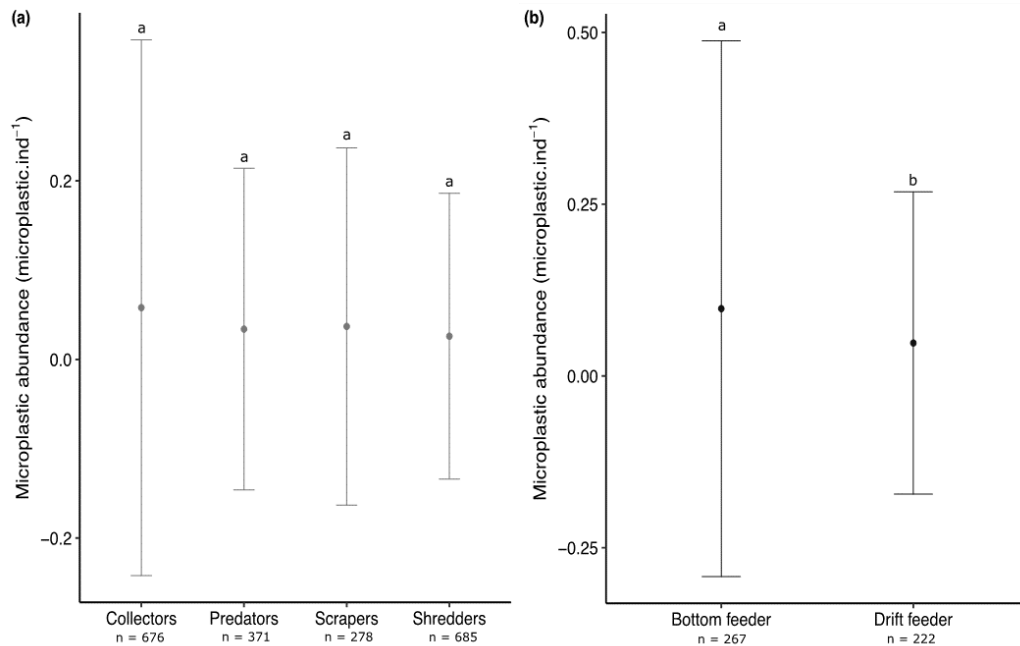 (a)
Microplastic abundance (microplastic.ind⁻¹)
0.2
0.0
−0.2
a
a
a
a
Collectors
n = 676
Predators
n = 371
Scrapers
n = 278
Shredders
n = 685
(b)
Microplastic abundance (microplastic.ind⁻¹)
0.50
0.25
0.00
−0.25
a
b
Bottom feeder
n = 267
Drift feeder
n = 222